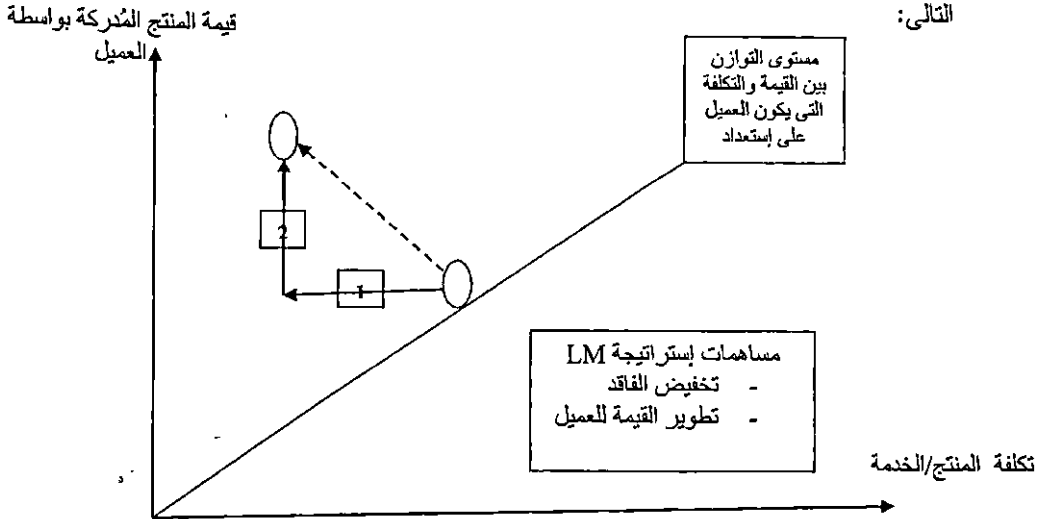 التالى:
قيمة المنتج المُدركة بواسطة
العميل
مستوى التوازن
بين القيمة والتكلفة
التى يكون العميل
على إستعداد
2
1
مساهمات إستراتيجة LM
- تخفيض الفاقد
- تطوير القيمة للعميل
تكلفة المنتج/الخدمة